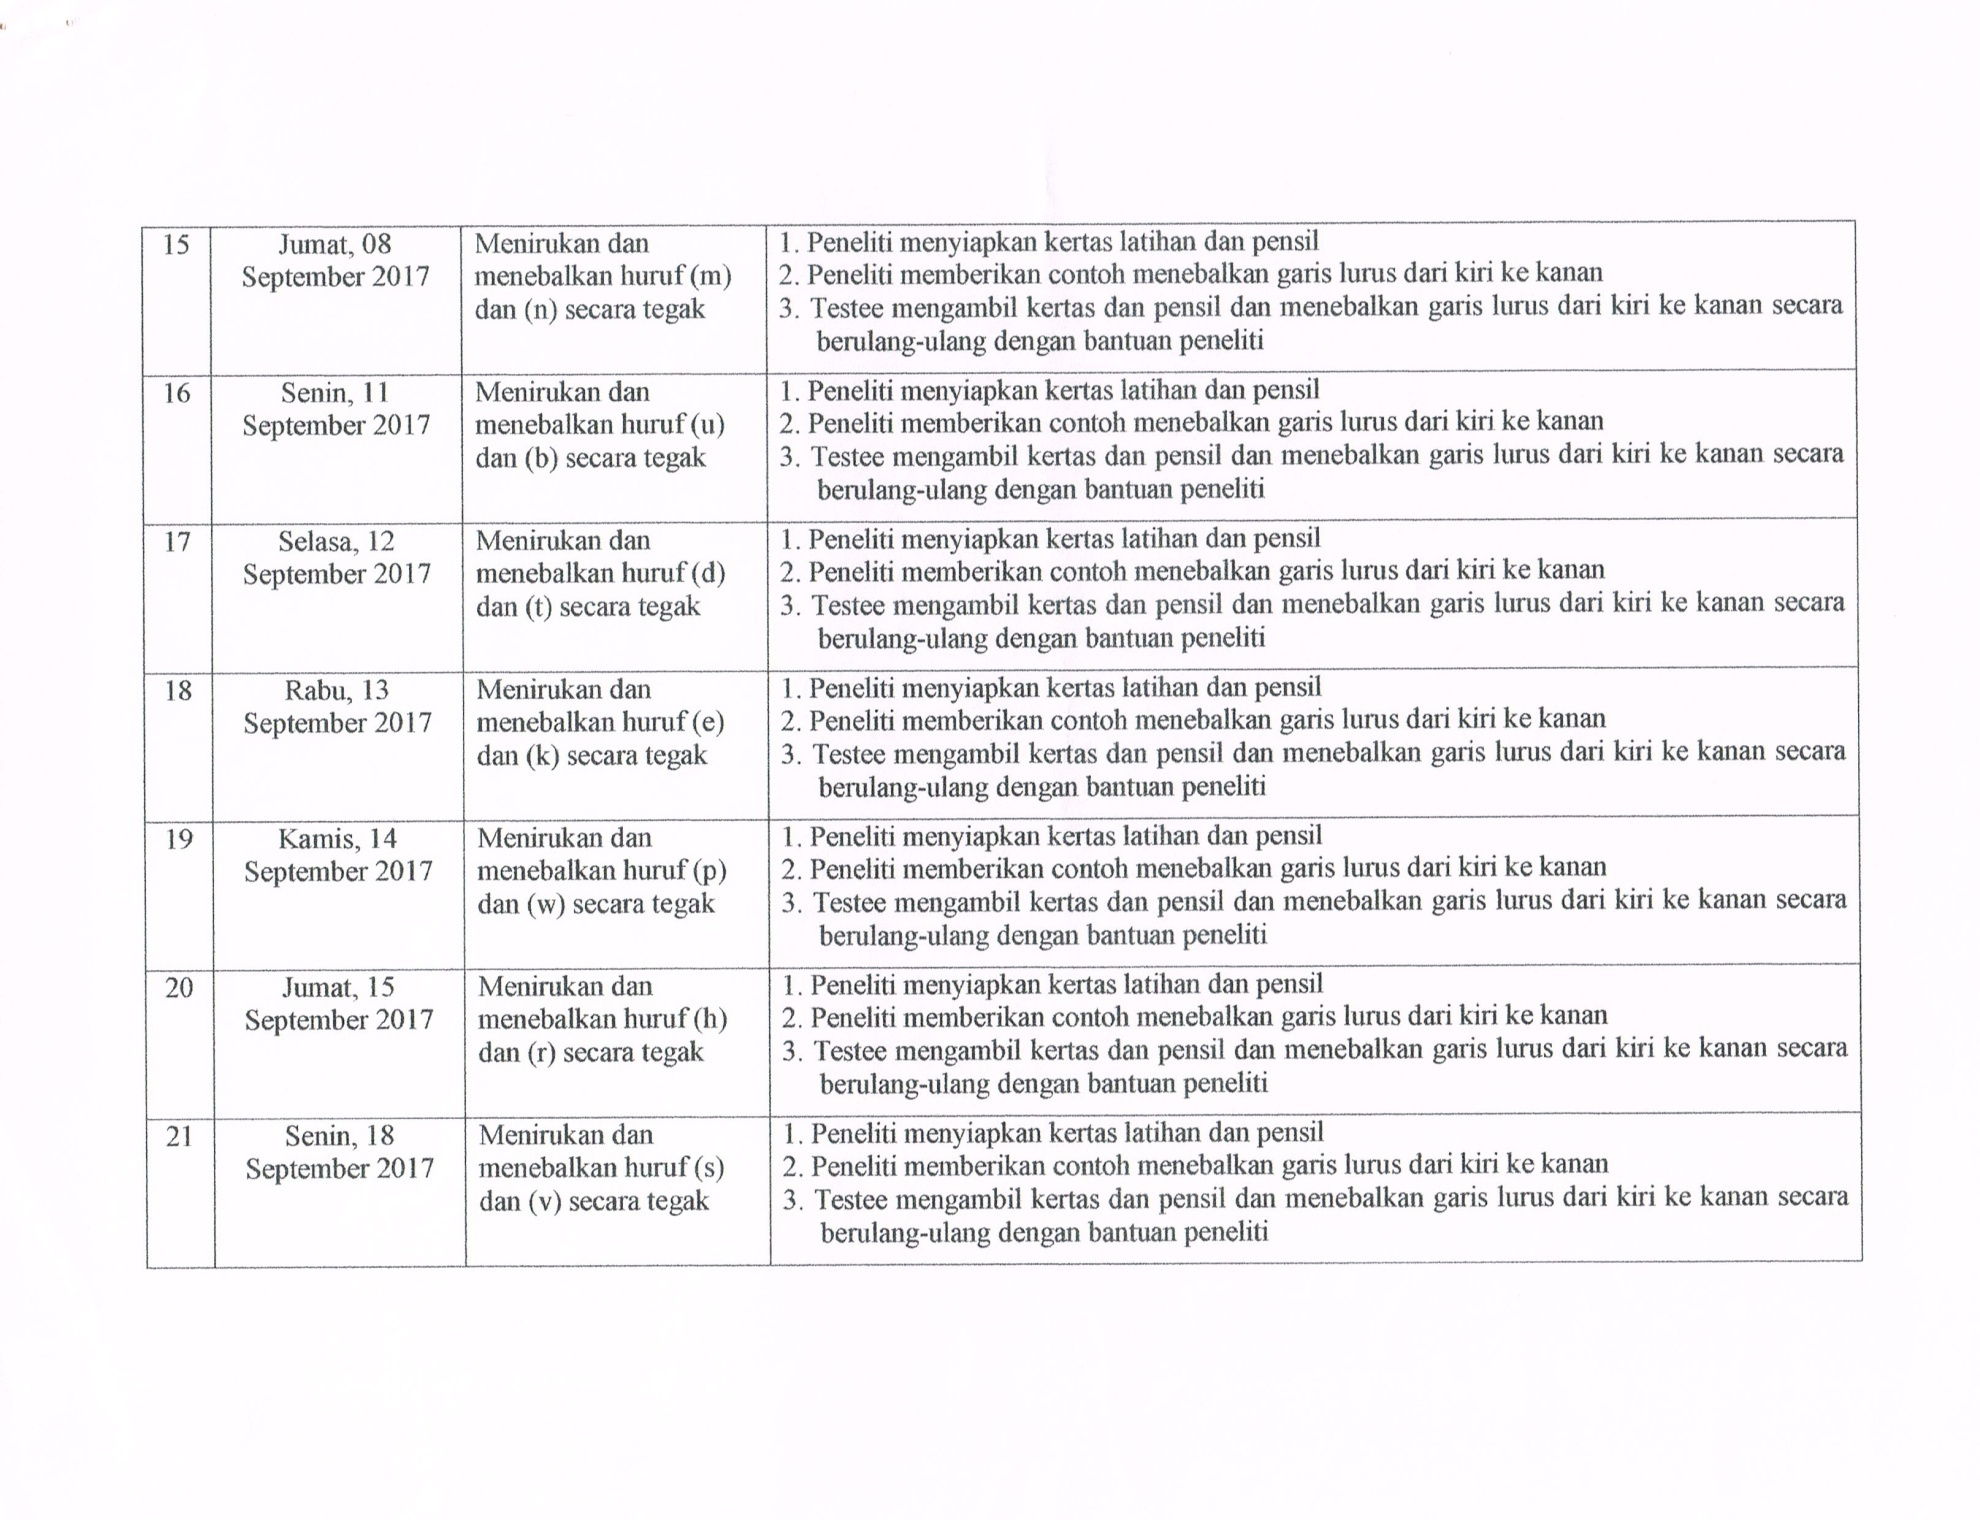 15
Jumat, 08
September 2017
Menirukan dan
menebalkan huruf (m)
dan (n) secara tegak
1. Peneliti menyiapkan kertas latihan dan pensil
2. Peneliti memberikan contoh menebalkan garis lurus dari kiri ke kanan
3. Testee mengambil kertas dan pensil dan menebalkan garis lurus dari kiri ke kanan secara
berulang-ulang dengan bantuan peneliti
16
Senin, 11
September 2017
Menirukan dan
menebalkan huruf (u)
dan (b) secara tegak
1. Peneliti menyiapkan kertas latihan dan pensil
2. Peneliti memberikan contoh menebalkan garis lurus dari kiri ke kanan
3. Testee mengambil kertas dan pensil dan menebalkan garis lurus dari kiri ke kanan secara
berulang-ulang dengan bantuan peneliti
17
Selasa, 12
September 2017
Menirukan dan
menebalkan huruf (d)
dan (t) secara tegak
1. Peneliti menyiapkan kertas latihan dan pensil
2. Peneliti memberikan contoh menebalkan garis lurus dari kiri ke kanan
3. Testee mengambil kertas dan pensil dan menebalkan garis lurus dari kiri ke kanan secara
berulang-ulang dengan bantuan peneliti
18
Rabu, 13
September 2017
Menirukan dan
menebalkan huruf (e)
dan (k) secara tegak
1. Peneliti menyiapkan kertas latihan dan pensil
2. Peneliti memberikan contoh menebalkan garis lurus dari kiri ke kanan
3. Testee mengambil kertas dan pensil dan menebalkan garis lurus dari kiri ke kanan secara
berulang-ulang dengan bantuan peneliti
19
Kamis, 14
September 2017
Menirukan dan
menebalkan huruf (p)
dan (w) secara tegak
1. Peneliti menyiapkan kertas latihan dan pensil
2. Peneliti memberikan contoh menebalkan garis lurus dari kiri ke kanan
3. Testee mengambil kertas dan pensil dan menebalkan garis lurus dari kiri ke kanan secara
berulang-ulang dengan bantuan peneliti
20
Jumat, 15
September 2017
Menirukan dan
menebalkan huruf (h)
dan (r) secara tegak
1. Peneliti menyiapkan kertas latihan dan pensil
2. Peneliti memberikan contoh menebalkan garis lurus dari kiri ke kanan
3. Testee mengambil kertas dan pensil dan menebalkan garis lurus dari kiri ke kanan secara
berulang-ulang dengan bantuan peneliti
21
Senin, 18
September 2017
Menirukan dan
menebalkan huruf (s)
dan (v) secara tegak
1. Peneliti menyiapkan kertas latihan dan pensil
2. Peneliti memberikan contoh menebalkan garis lurus dari kiri ke kanan
3. Testee mengambil kertas dan pensil dan menebalkan garis lurus dari kiri ke kanan secara
berulang-ulang dengan bantuan peneliti